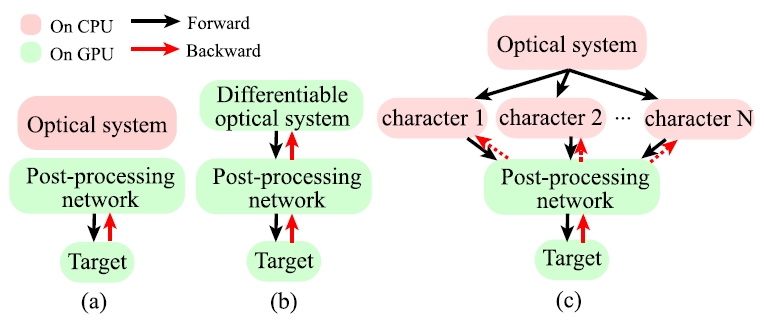 On CPU
Forward
On GPU
Backward
Optical system
Post-processing
network
Target
(a)
Differentiable
optical system
Post-processing
network
Target
(b)
Optical system
character 1
character 2
...
character N
Post-processing
network
Target
(c)